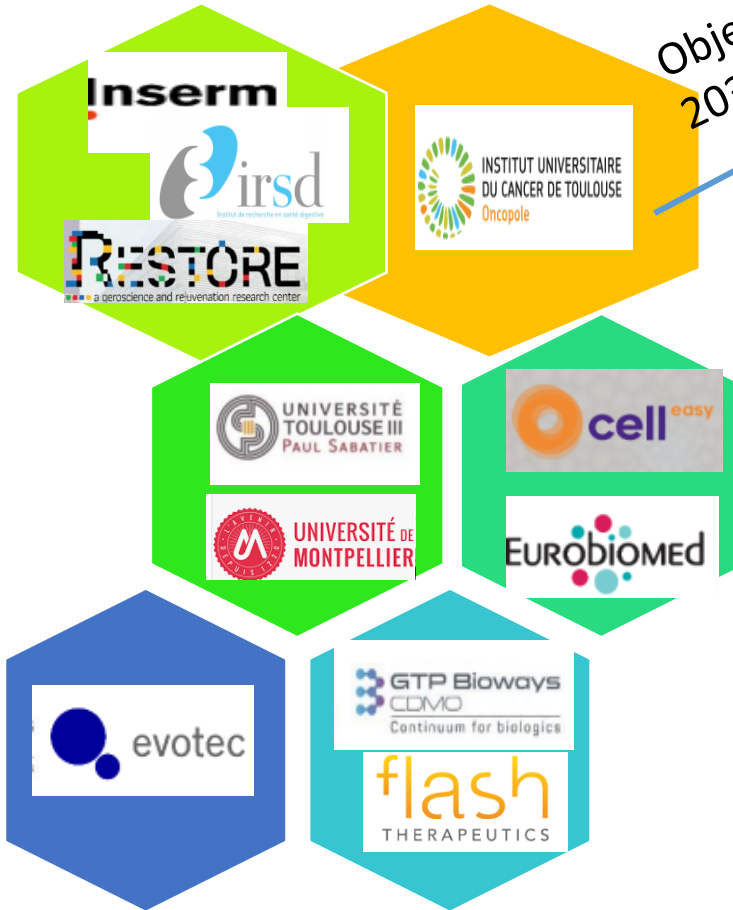 Inserm
irsd
Institut de recherche en santé digestive
RESTORE
a geroscience and rejuvenation research center
INSTITUT UNIVERSITAIRE
DU CANCER DE TOULOUSE
Oncopole
UNIVERSITÉ
TOULOUSE III
PAUL SABATIER
UNIVERSITÉ DE
MONTPELLIER
cell easy
EUROBIOMED
evotec
GTP Bioways
CDMO
Continuum for biologics
flash
THERAPEUTICS